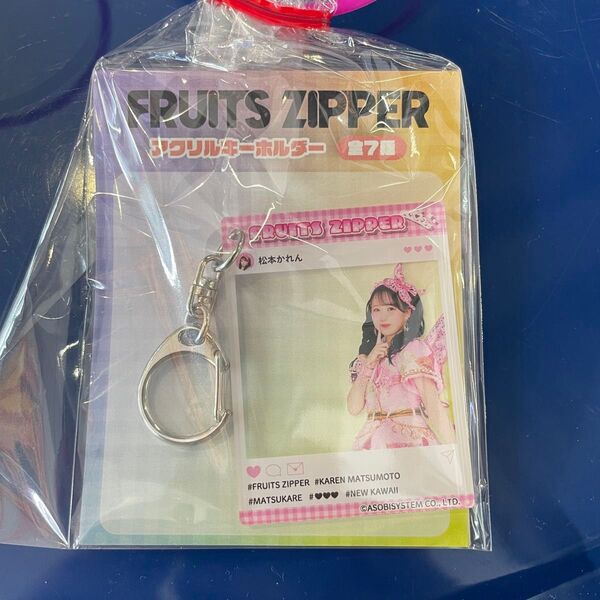 FRUITS ZIPPER
アクリルキーホルダー 全7種
FRUITS ZIPPER
松本かれん
#FRUITS ZIPPER #KAREN MATSUMOTO
#MATSUKARE #♥♥♥ #NEW KAWAII
©ASOBISYSTEM CO., LTD.